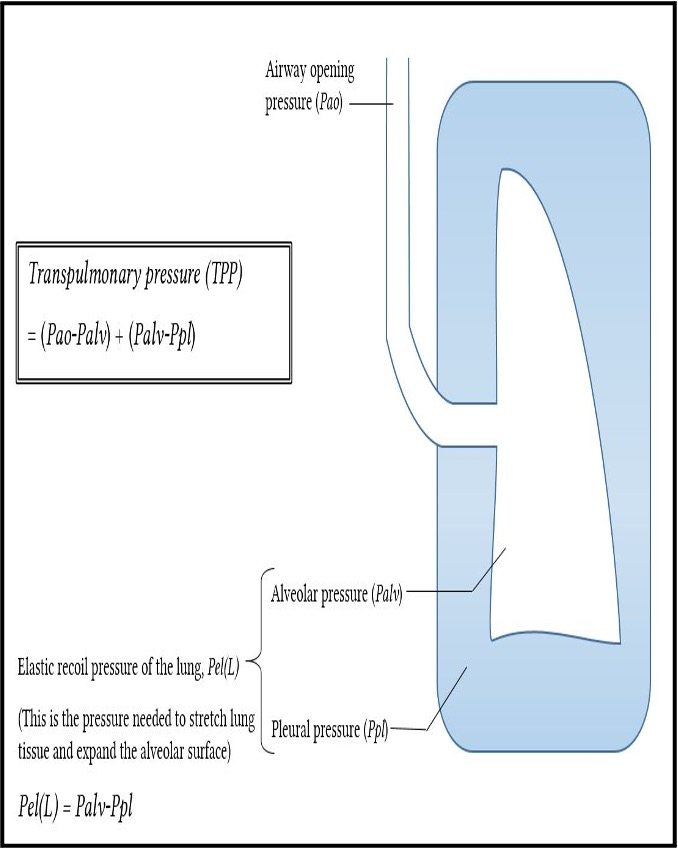 Airway opening
pressure (Pao)
Transpulmonary pressure (TPP)
= (Pao-Palv) + (Palv-Ppl)
Alveolar pressure (Palv)
Elastic recoil pressure of the lung, Pel(L)
(This is the pressure needed to stretch lung
tissue and expand the alveolar surface)
Pleural pressure (Ppl)
Pel(L) = Palv-Ppl